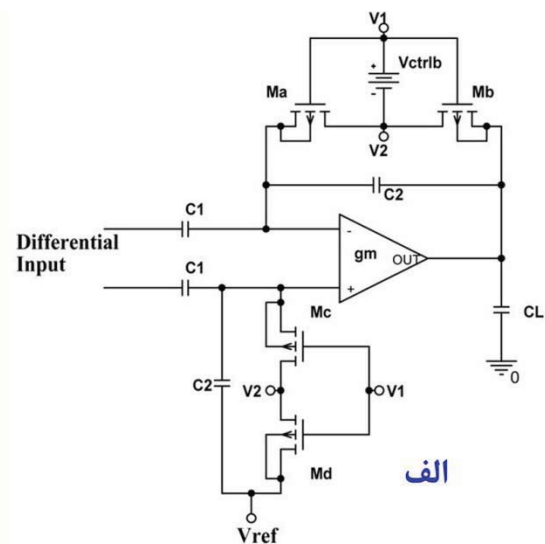 V1
+
Vctrlb
-
Ma
Mb
V2
C2
C1
-
Differential
Input
gm
OUT
C1
+
Mc
CL
C2
V2
V1
0
Md
الف
Vref